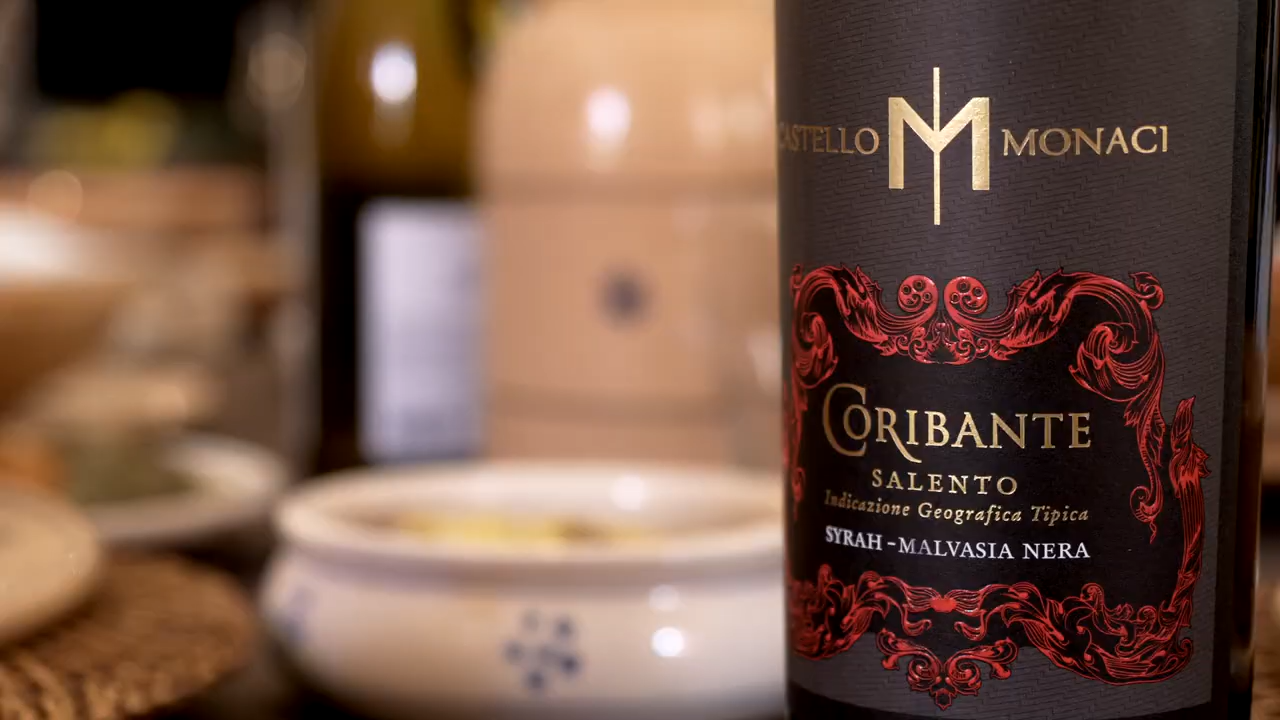 CASTELLO M MONACI
CORIBANTE
SALENTO
Indicazione Geografica Tipica
SYRAH - MALVASIA NERA